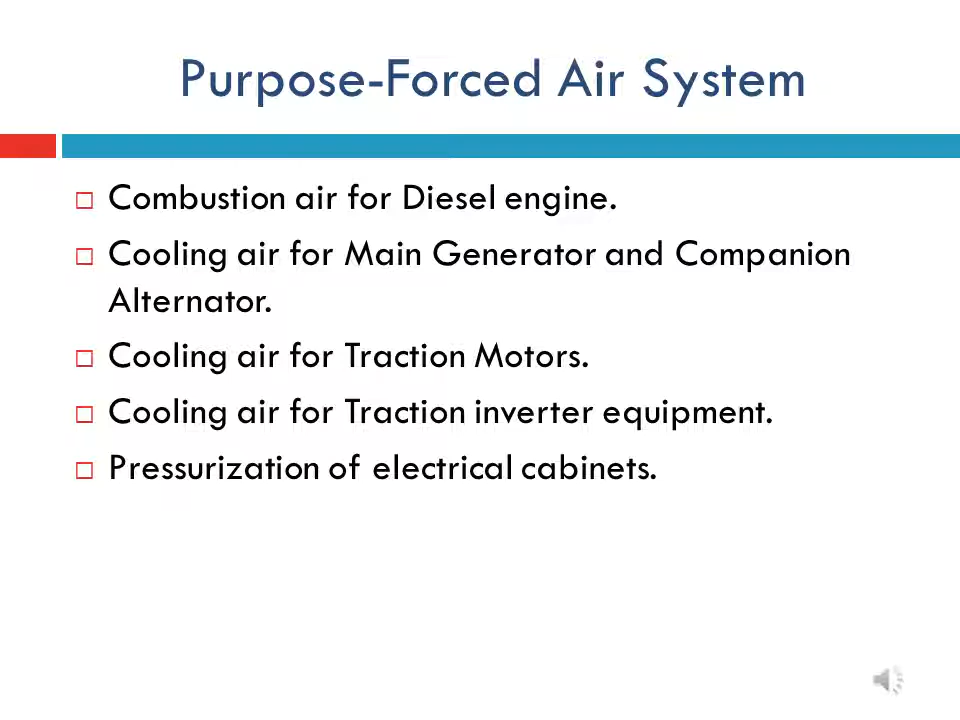 Purpose-Forced Air System
Combustion air for Diesel engine.
Cooling air for Main Generator and Companion
Alternator.
Cooling air for Traction Motors.
Cooling air for Traction inverter equipment.
Pressurization of electrical cabinets.